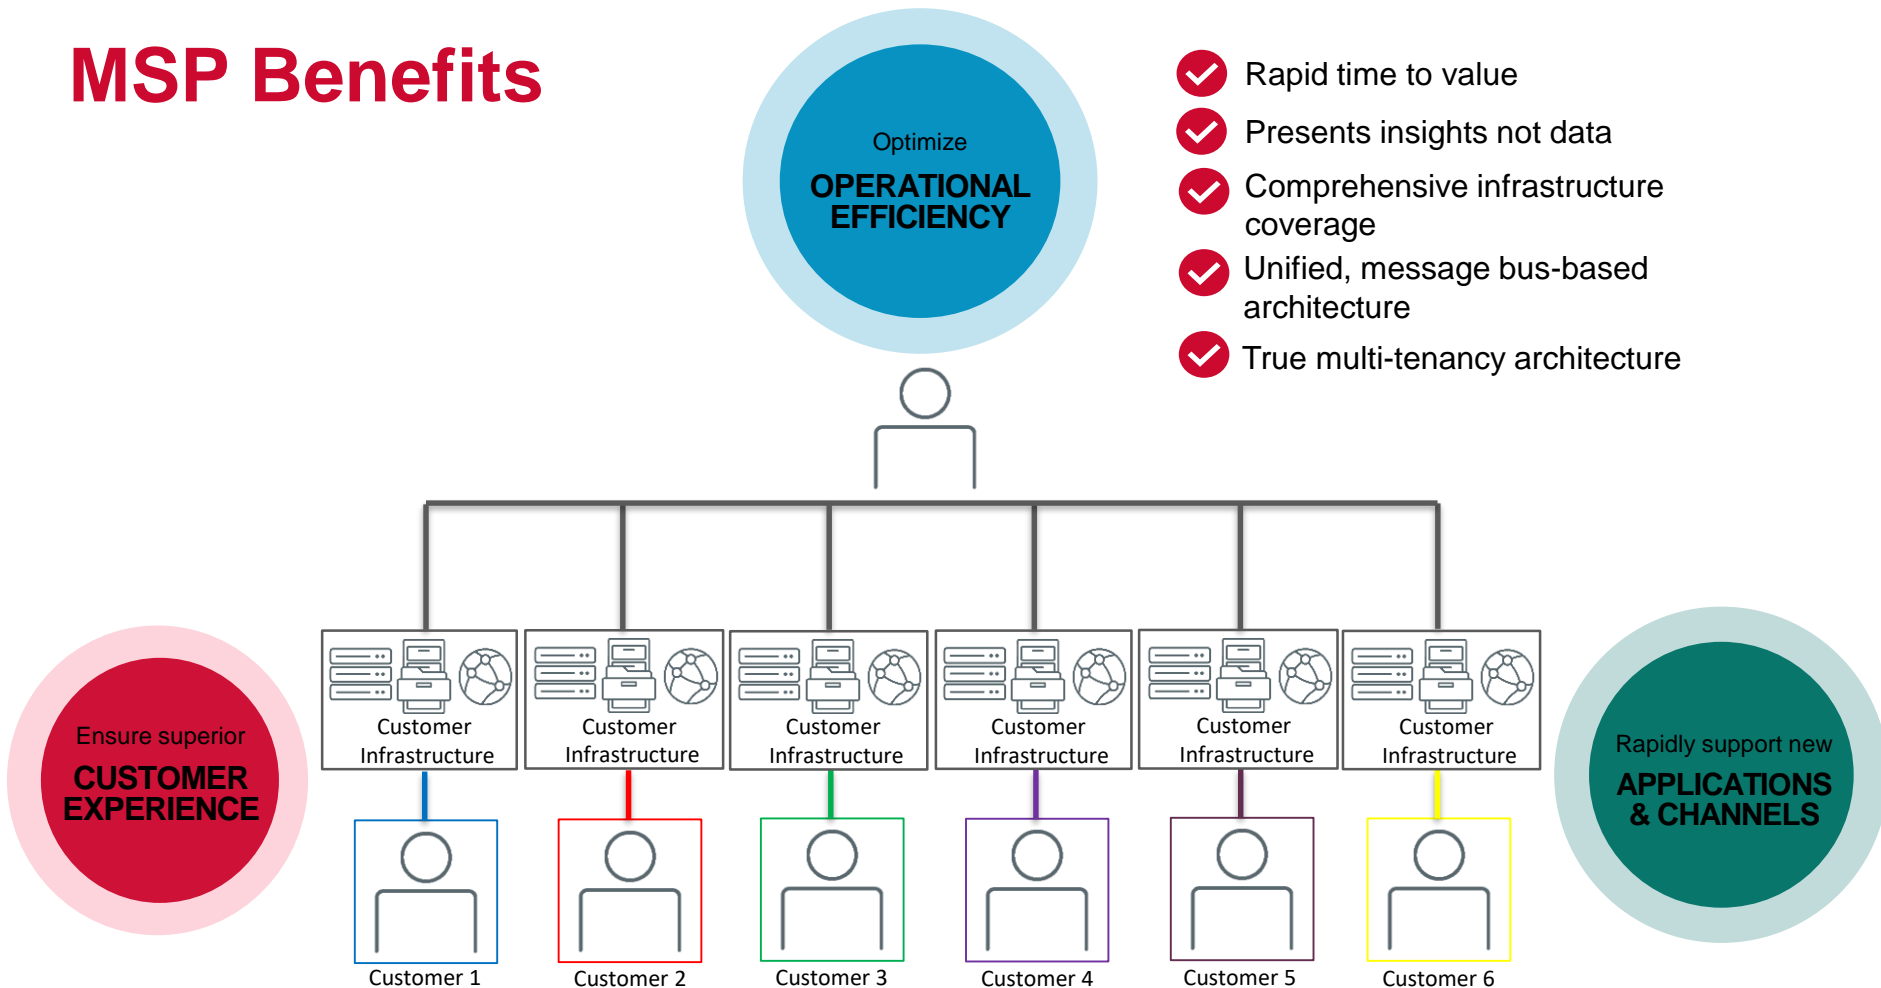 MSP Benefits
Optimize
OPERATIONAL
EFFICIENCY
Rapid time to value
Presents insights not data
Comprehensive infrastructure
coverage
Unified, message bus-based
architecture
True multi-tenancy architecture
Ensure superior
CUSTOMER
EXPERIENCE
Customer
Infrastructure
Customer
Infrastructure
Customer
Infrastructure
Customer
Infrastructure
Customer
Infrastructure
Customer
Infrastructure
Rapidly support new
APPLICATIONS
& CHANNELS
Customer 1
Customer 2
Customer 3
Customer 4
Customer 5
Customer 6